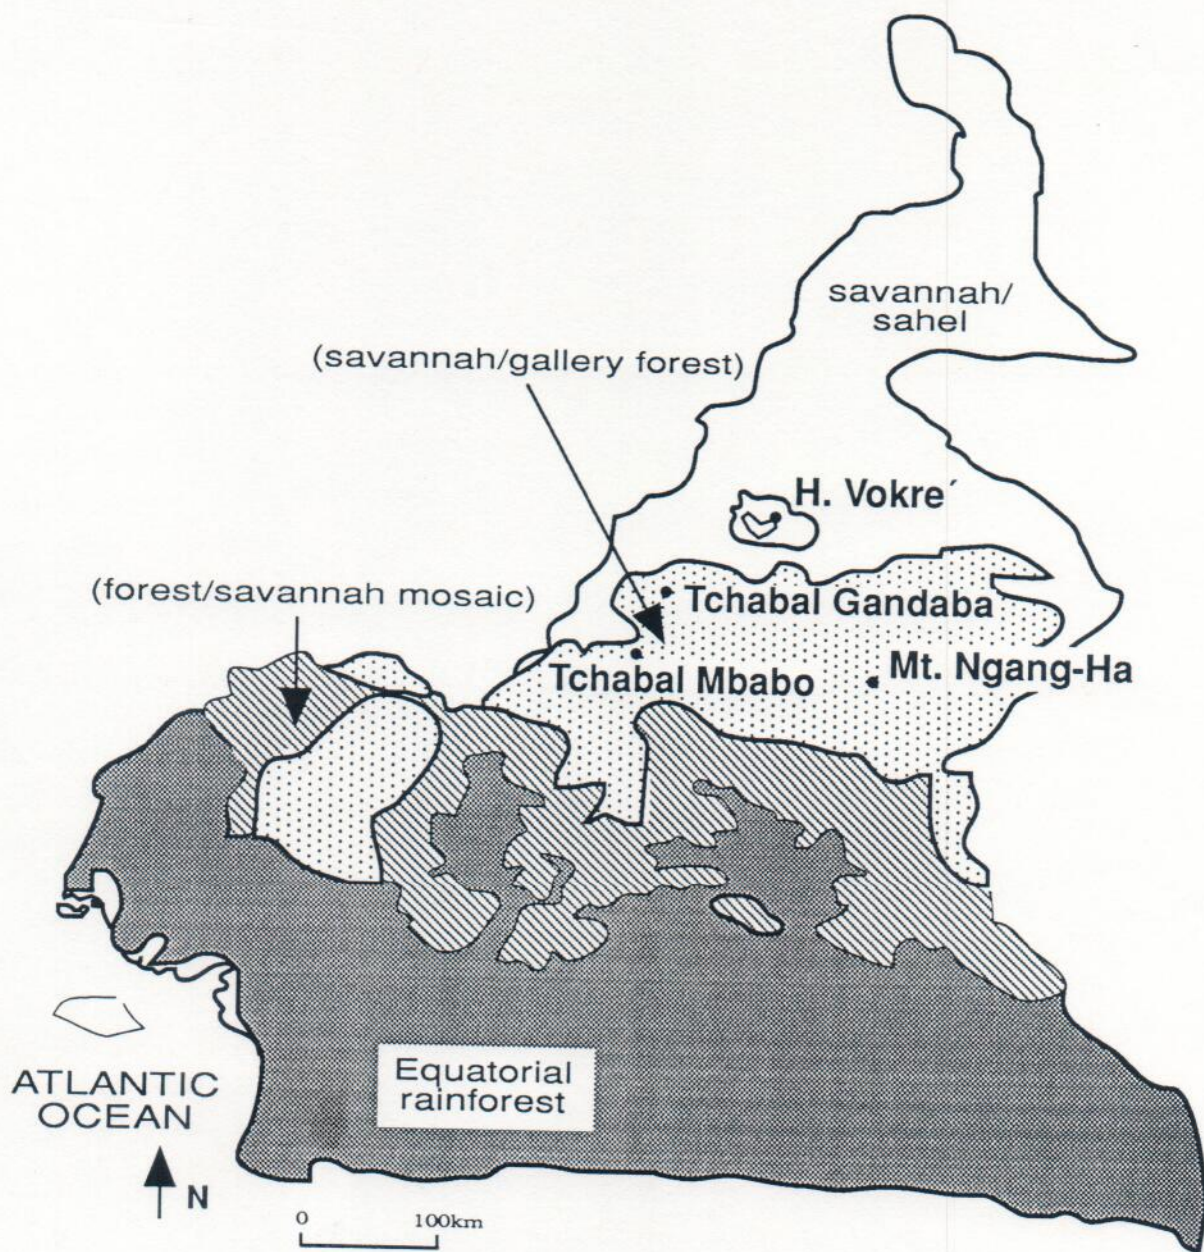 savannah/
sahel
(savannah/gallery forest)
H. Vokre´
(forest/savannah mosaic)
Tchabal Gandaba
Tchabal Mbabo
Mt. Ngang-Ha
Equatorial
rainforest
ATLANTIC
OCEAN
N
0 100km